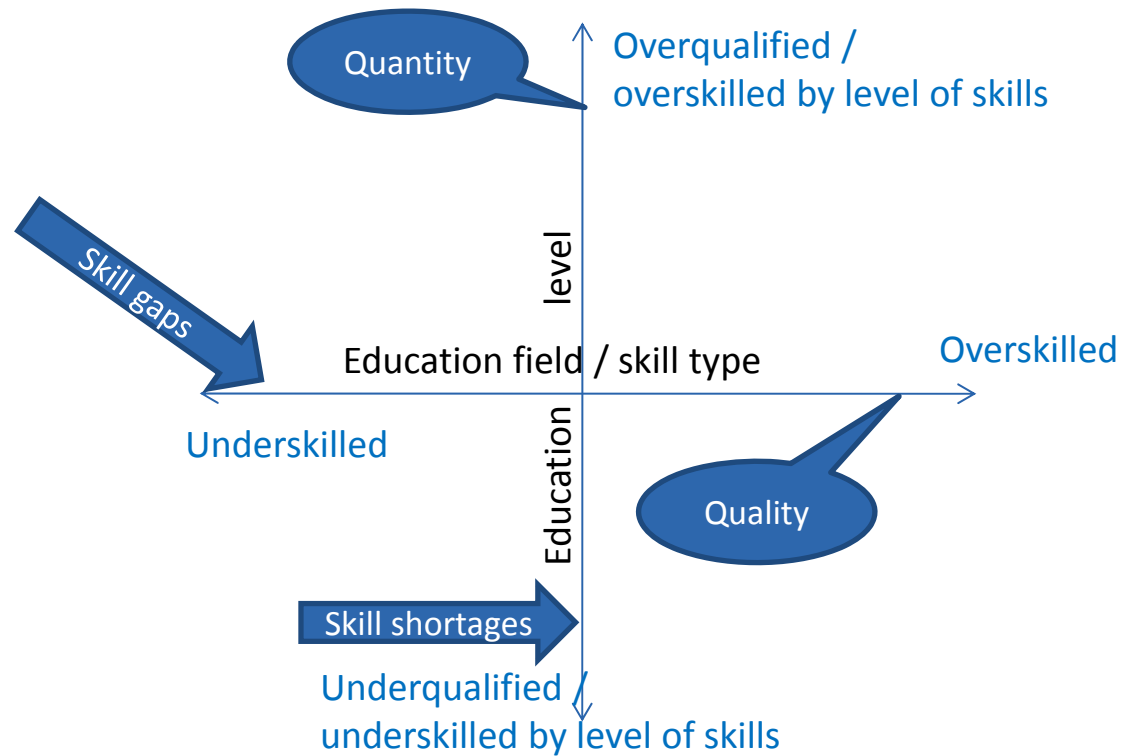 Quantity
Overqualified /
overskilled by level of skills
Skill gaps
Education level
Education field / skill type
Overskilled
Underskilled
Quality
Skill shortages
Underqualified /
underskilled by level of skills